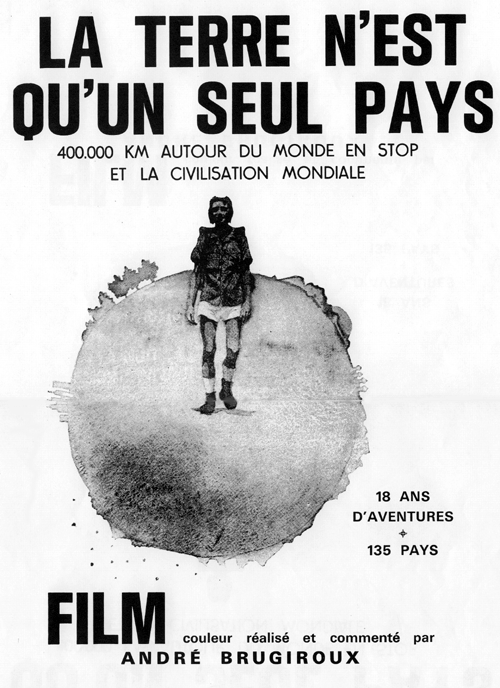 LA TERRE N'EST
QU'UN SEUL PAYS
400.000 KM AUTOUR DU MONDE EN STOP
ET LA CIVILISATION MONDIALE
18 ANS
D'AVENTURES
135 PAYS
FILM couleur réalisé et commenté par
ANDRÉ BRUGIROUX